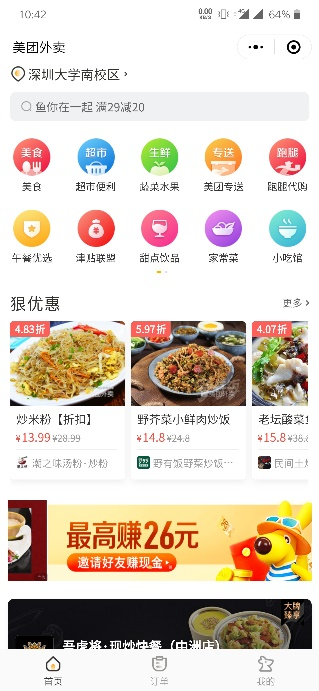 10:42
0.00
KB/S
4G
64%
美团外卖
深圳大学南校区
鱼你在一起 满29减20
美食
超市
生鲜
专送
跑腿
美食
超市便利
蔬菜水果
美团专送
跑腿代购
午餐优选
津贴联盟
甜点饮品
家常菜
小吃馆
狠优惠
更多
4.83折
5.97折
4.07折
炒米粉【折扣】
野芥菜小鲜肉炒饭
老坛酸菜鱼
¥13.99 ¥28.99
¥14.8 ¥24.8
¥15.8 ¥38.8
潮之味汤粉·炒粉
野有饭野菜炒饭…
民间土
最高赚26元
邀请好友赚现金
大牌
臻享
吾虎将·现炒快餐（中洲店）
首页
订单
我的